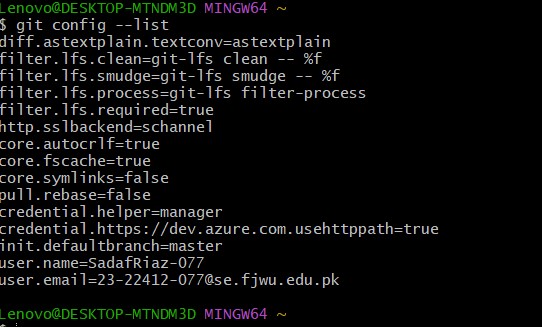 Lenovo@DESKTOP-MTNDM3D MINGW64 ~
$ git config --list
diff.astextplain.textconv=astextplain
filter.lfs.clean=git-lfs clean -- %f
filter.lfs.smudge=git-lfs smudge -- %f
filter.lfs.process=git-lfs filter-process
filter.lfs.required=true
http.sslbackend=schannel
core.autocrlf=true
core.fscache=true
core.symlinks=false
pull.rebase=false
credential.helper=manager
credential.https://dev.azure.com.usehttppath=true
init.defaultbranch=master
user.name=SadafRiaz-077
user.email=23-22412-077@se.fjwu.edu.pk
Lenovo@DESKTOP-MTNDM3D MINGW64 ~
$